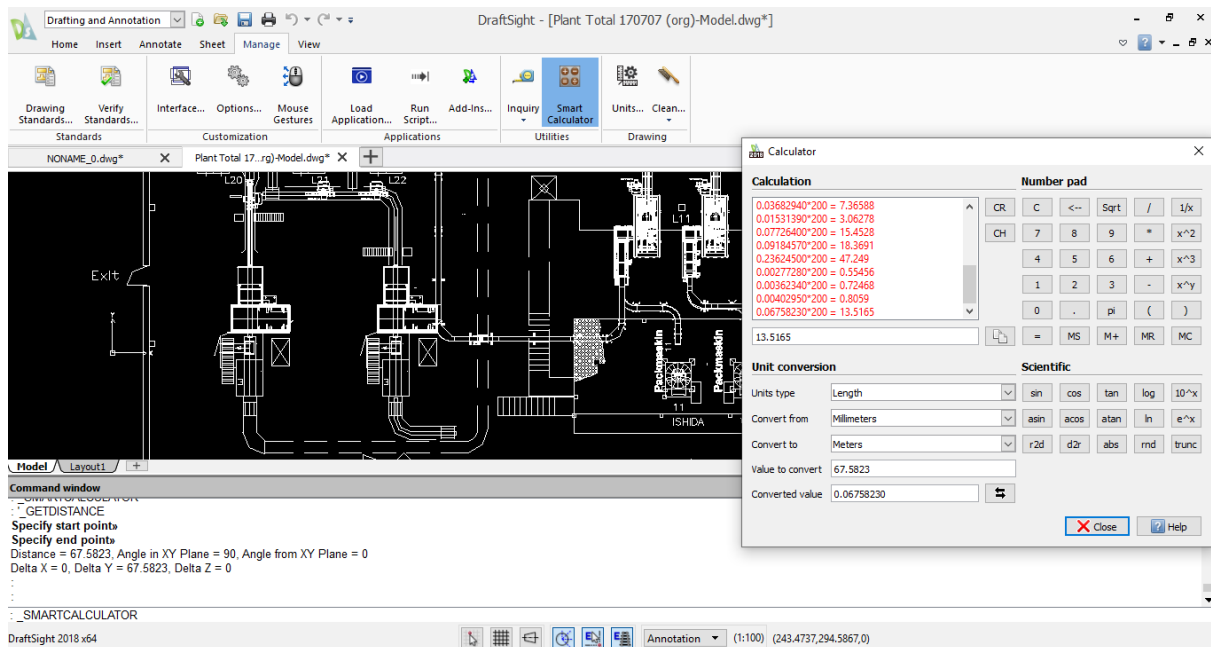 Drafting and Annotation
DraftSight - [Plant Total 170707 (org)-Model.dwg*]
Home Insert Annotate Sheet Manage View
Drawing Standards... Verify Standards... Interface... Options... Mouse Gestures Load Application... Run Script... Add-Ins... Inquiry Smart Calculator Units... Clean...
Standards Customization Applications Utilities Drawing
NONAME_0.dwg* Plant Total 17...rg)-Model.dwg*
L20 L21 L22
L11
Exit
Y
Packmaskin
Packmaskin
11
11
ISHIDA
Calculator
Calculation Number pad
0.03682940*200 = 7.36588
0.01531390*200 = 3.06278
0.07726400*200 = 15.4528
0.09184570*200 = 18.3691
0.23624500*200 = 47.249
0.00277280*200 = 0.55456
0.00362340*200 = 0.72468
0.00402950*200 = 0.8059
0.06758230*200 = 13.5165
13.5165
CR C <-- Sqrt / 1/x
CH 7 8 9 * x^2
4 5 6 + x^3
1 2 3 - x^y
0 . pi ( )
= MS M+ MR MC
Unit conversion Scientific
Units type Length
Convert from Millimeters
Convert to Meters
Value to convert 67.5823
Converted value 0.06758230
sin cos tan log 10^x
asin acos atan ln e^x
r2d d2r abs rnd trunc
Close Help
Model Layout1 +
Command window
: _SMARTCALCULATOR
: '_GETDISTANCE
Specify start point»
Specify end point»
Distance = 67.5823, Angle in XY Plane = 90, Angle from XY Plane = 0
Delta X = 0, Delta Y = 67.5823, Delta Z = 0
:
:
: _SMARTCALCULATOR
DraftSight 2018 x64 Annotation (1:100) (243.4737,294.5867,0)